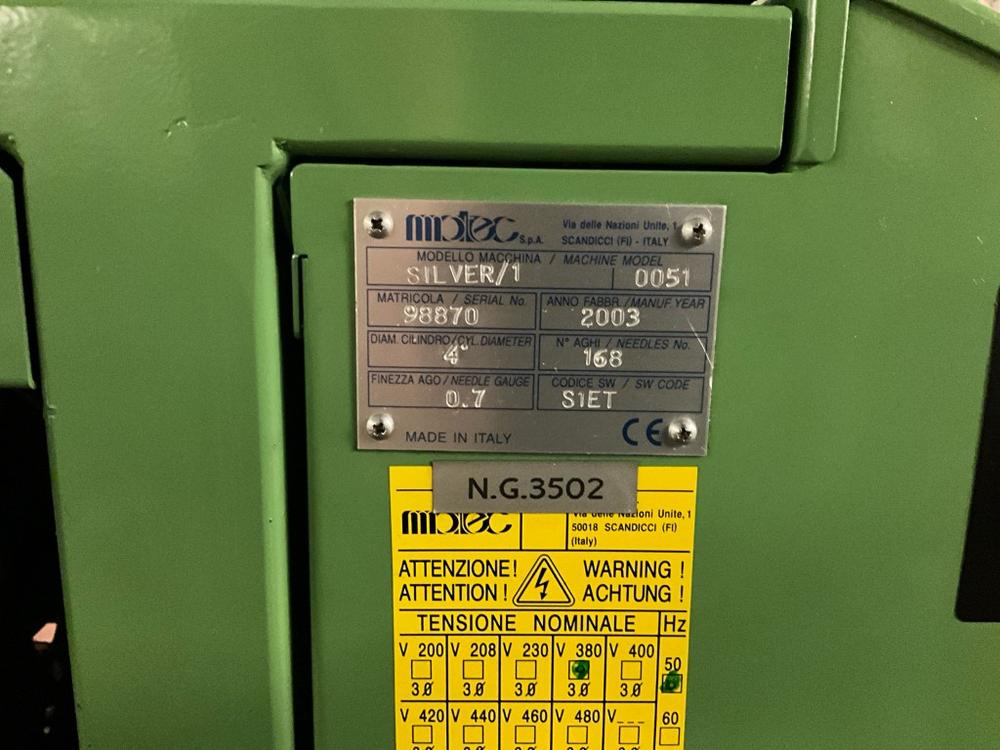 matec S.p.A. Via delle Nazioni Unite, 1
SCANDICCI (FI) - ITALY
MODELLO MACCHINA / MACHINE MODEL
SILVER/1 0051
MATRICOLA / SERIAL No. ANNO FABBR./MANUF. YEAR
98870 2003
DIAM. CILINDRO/CYL. DIAMETER N° AGHI / NEEDLES No.
4" 168
FINEZZA AGO / NEEDLE GAUGE CODICE SW / SW CODE
0.7 S1ET
MADE IN ITALY CE
N.G.3502
matec Via delle Nazioni Unite, 1
50018 SCANDICCI (FI)
(Italy)
ATTENZIONE! WARNING !
ATTENTION! ACHTUNG !
TENSIONE NOMINALE Hz
V 200 V 208 V 230 V 380 V 400 50
3Ø 3Ø 3Ø 3Ø 3Ø
V 420 V 440 V 460 V 480 V___ 60